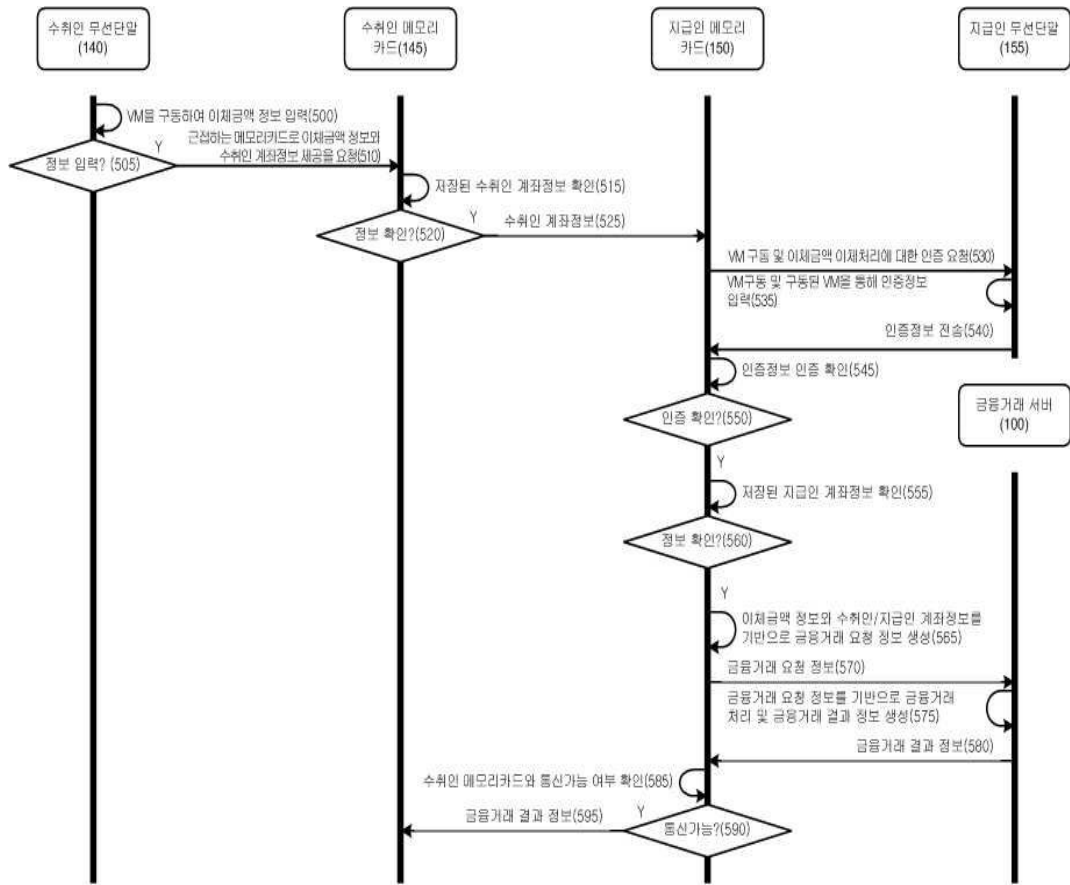 수취인 무선단말
(140)
수취인 메모리
카드(145)
지급인 메모리
카드(150)
지급인 무선단말
(155)
VM을 구동하여 이체금액 정보 입력(500)
정보 입력? (505)
Y
근접하는 메모리카드로 이체금액 정보와
수취인 계좌정보 제공을 요청(510)
저장된 수취인 계좌정보 확인(515)
정보 확인?(520)
Y
수취인 계좌정보(525)
VM 구동 및 이체금액 이체처리에 대한 인증 요청(530)
VM구동 및 구동된 VM을 통해 인증정보
입력(535)
인증정보 전송(540)
인증정보 인증 확인(545)
인증 확인?(550)
금융거래 서버
(100)
Y
저장된 지급인 계좌정보 확인(555)
정보 확인?(560)
Y
이체금액 정보와 수취인/지급인 계좌정보를
기반으로 금융거래 요청 정보 생성(565)
금융거래 요청 정보(570)
금융거래 요청 정보를 기반으로 금융거래
처리 및 금융거래 결과 정보 생성(575)
금융거래 결과 정보(580)
수취인 메모리카드와 통신가능 여부 확인(585)
금융거래 결과 정보(595)
Y
통신가능?(590)